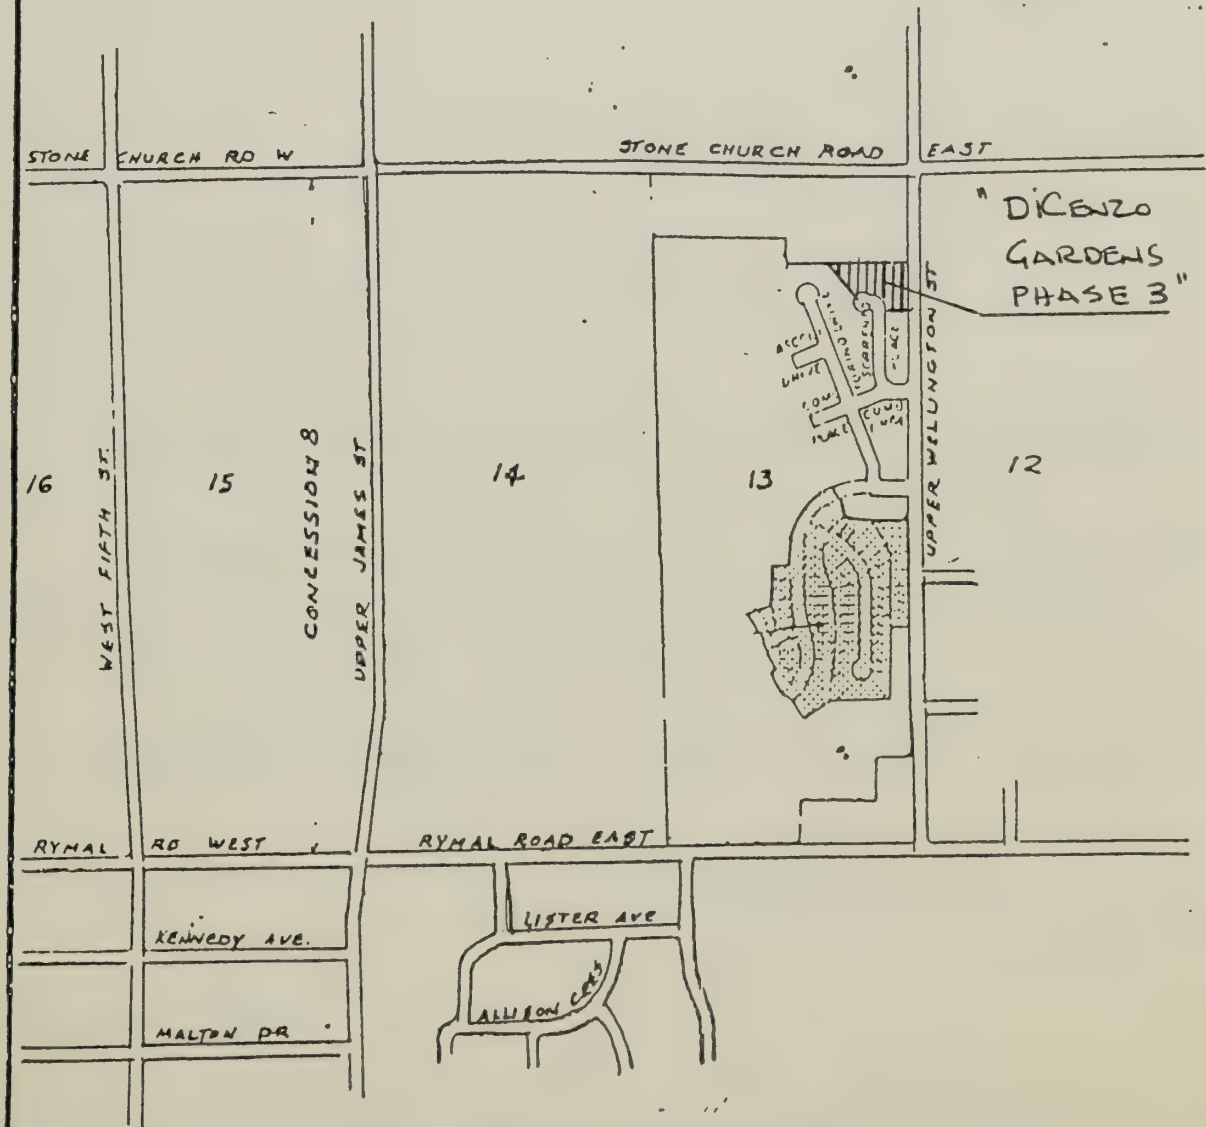 STONE CHURCH RD W
STONE CHURCH ROAD EAST
"DICENZO
GARDENS
PHASE 3"
UPPER WELLINGTON ST
PLACE
16
15
14
13
12
WEST FIFTH ST.
CONCESSION 8
UPPER JAMES ST
RYMAL RD WEST
RYMAL ROAD EAST
KENNEDY AVE.
LISTER AVE
ALLISON CRES
MALTON DR